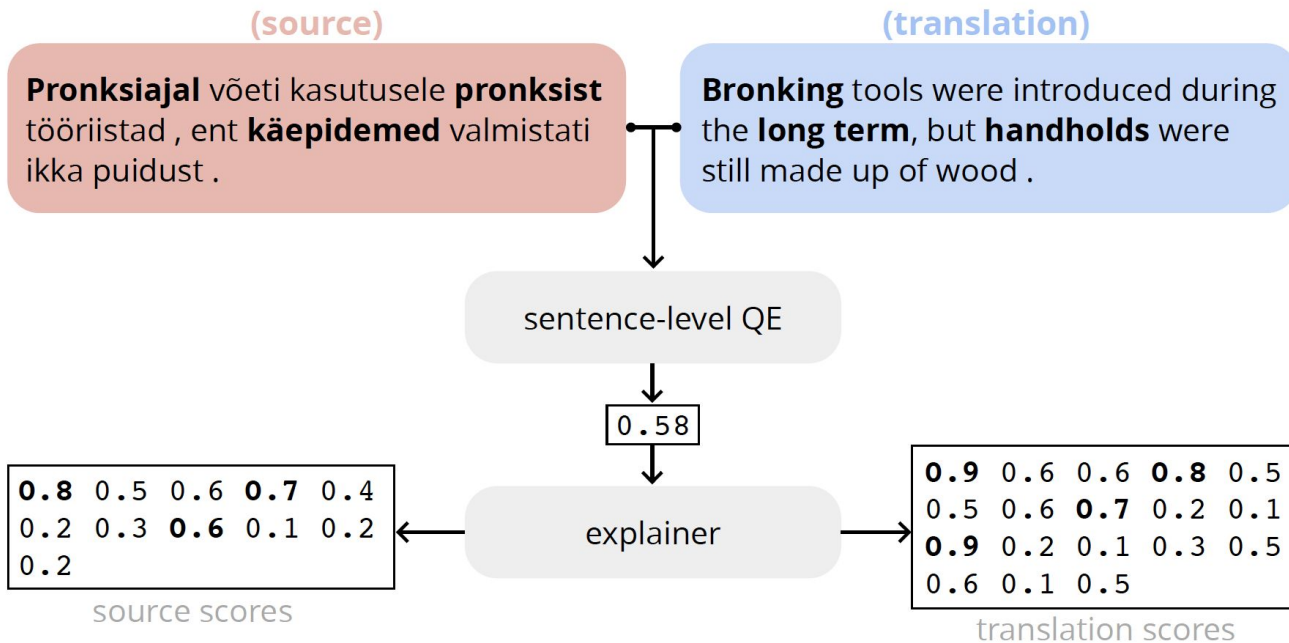 (source)
Pronksiajal võeti kasutusele pronksist
tööriistad , ent käepidemed valmistati
ikka puidust .
(translation)
Bronking tools were introduced during
the long term, but handholds were
still made up of wood .
sentence-level QE
0.58
explainer
0.8 0.5 0.6 0.7 0.4
0.2 0.3 0.6 0.1 0.2
0.2
source scores
0.9 0.6 0.6 0.8 0.5
0.5 0.6 0.7 0.2 0.1
0.9 0.2 0.1 0.3 0.5
0.6 0.1 0.5
translation scores